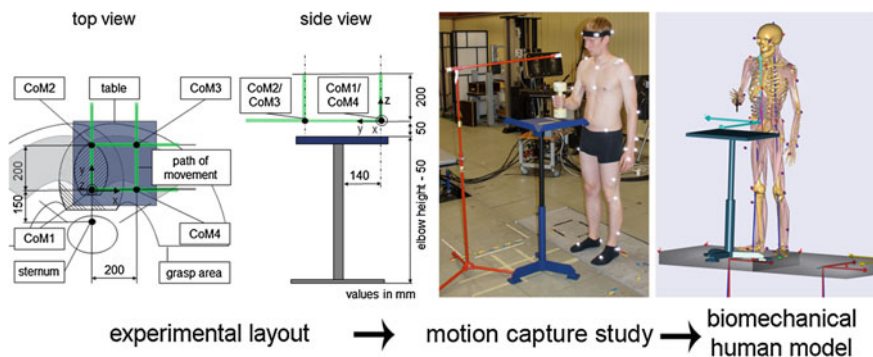 top view
side view
CoM2
table
CoM3
CoM2/
CoM3
CoM1/
CoM4
z
y
x
200
50
200
150
y
z
x
path of
movement
140
elbow height - 50
CoM1
CoM4
sternum
200
grasp area
values in mm
experimental layout
motion capture study
biomechanical
human model